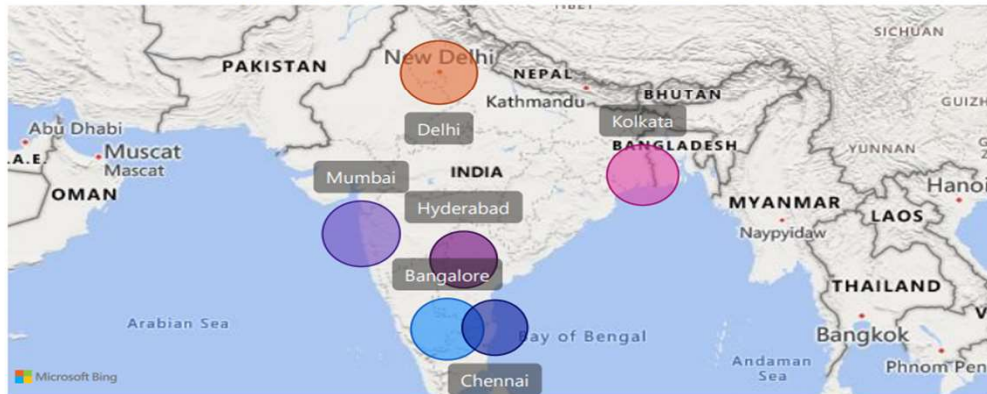 TIBET
SICHUAN
New Delhi
PAKISTAN
NEPAL
Kathmandu
BHUTAN
GUIZH
Abu Dhabi
Delhi
Kolkata
Muscat
BANGLADESH
YUNNAN
.A.E.
Muscat
Mumbai
INDIA
OMAN
Hyderabad
MYANMAR
Hanoi
LAOS
Naypyidaw
Bangalore
THAILAND
Arabian Sea
Bay of Bengal
Bangkok
Andaman
Sea
Microsoft Bing
Chennai
Phnom Pen